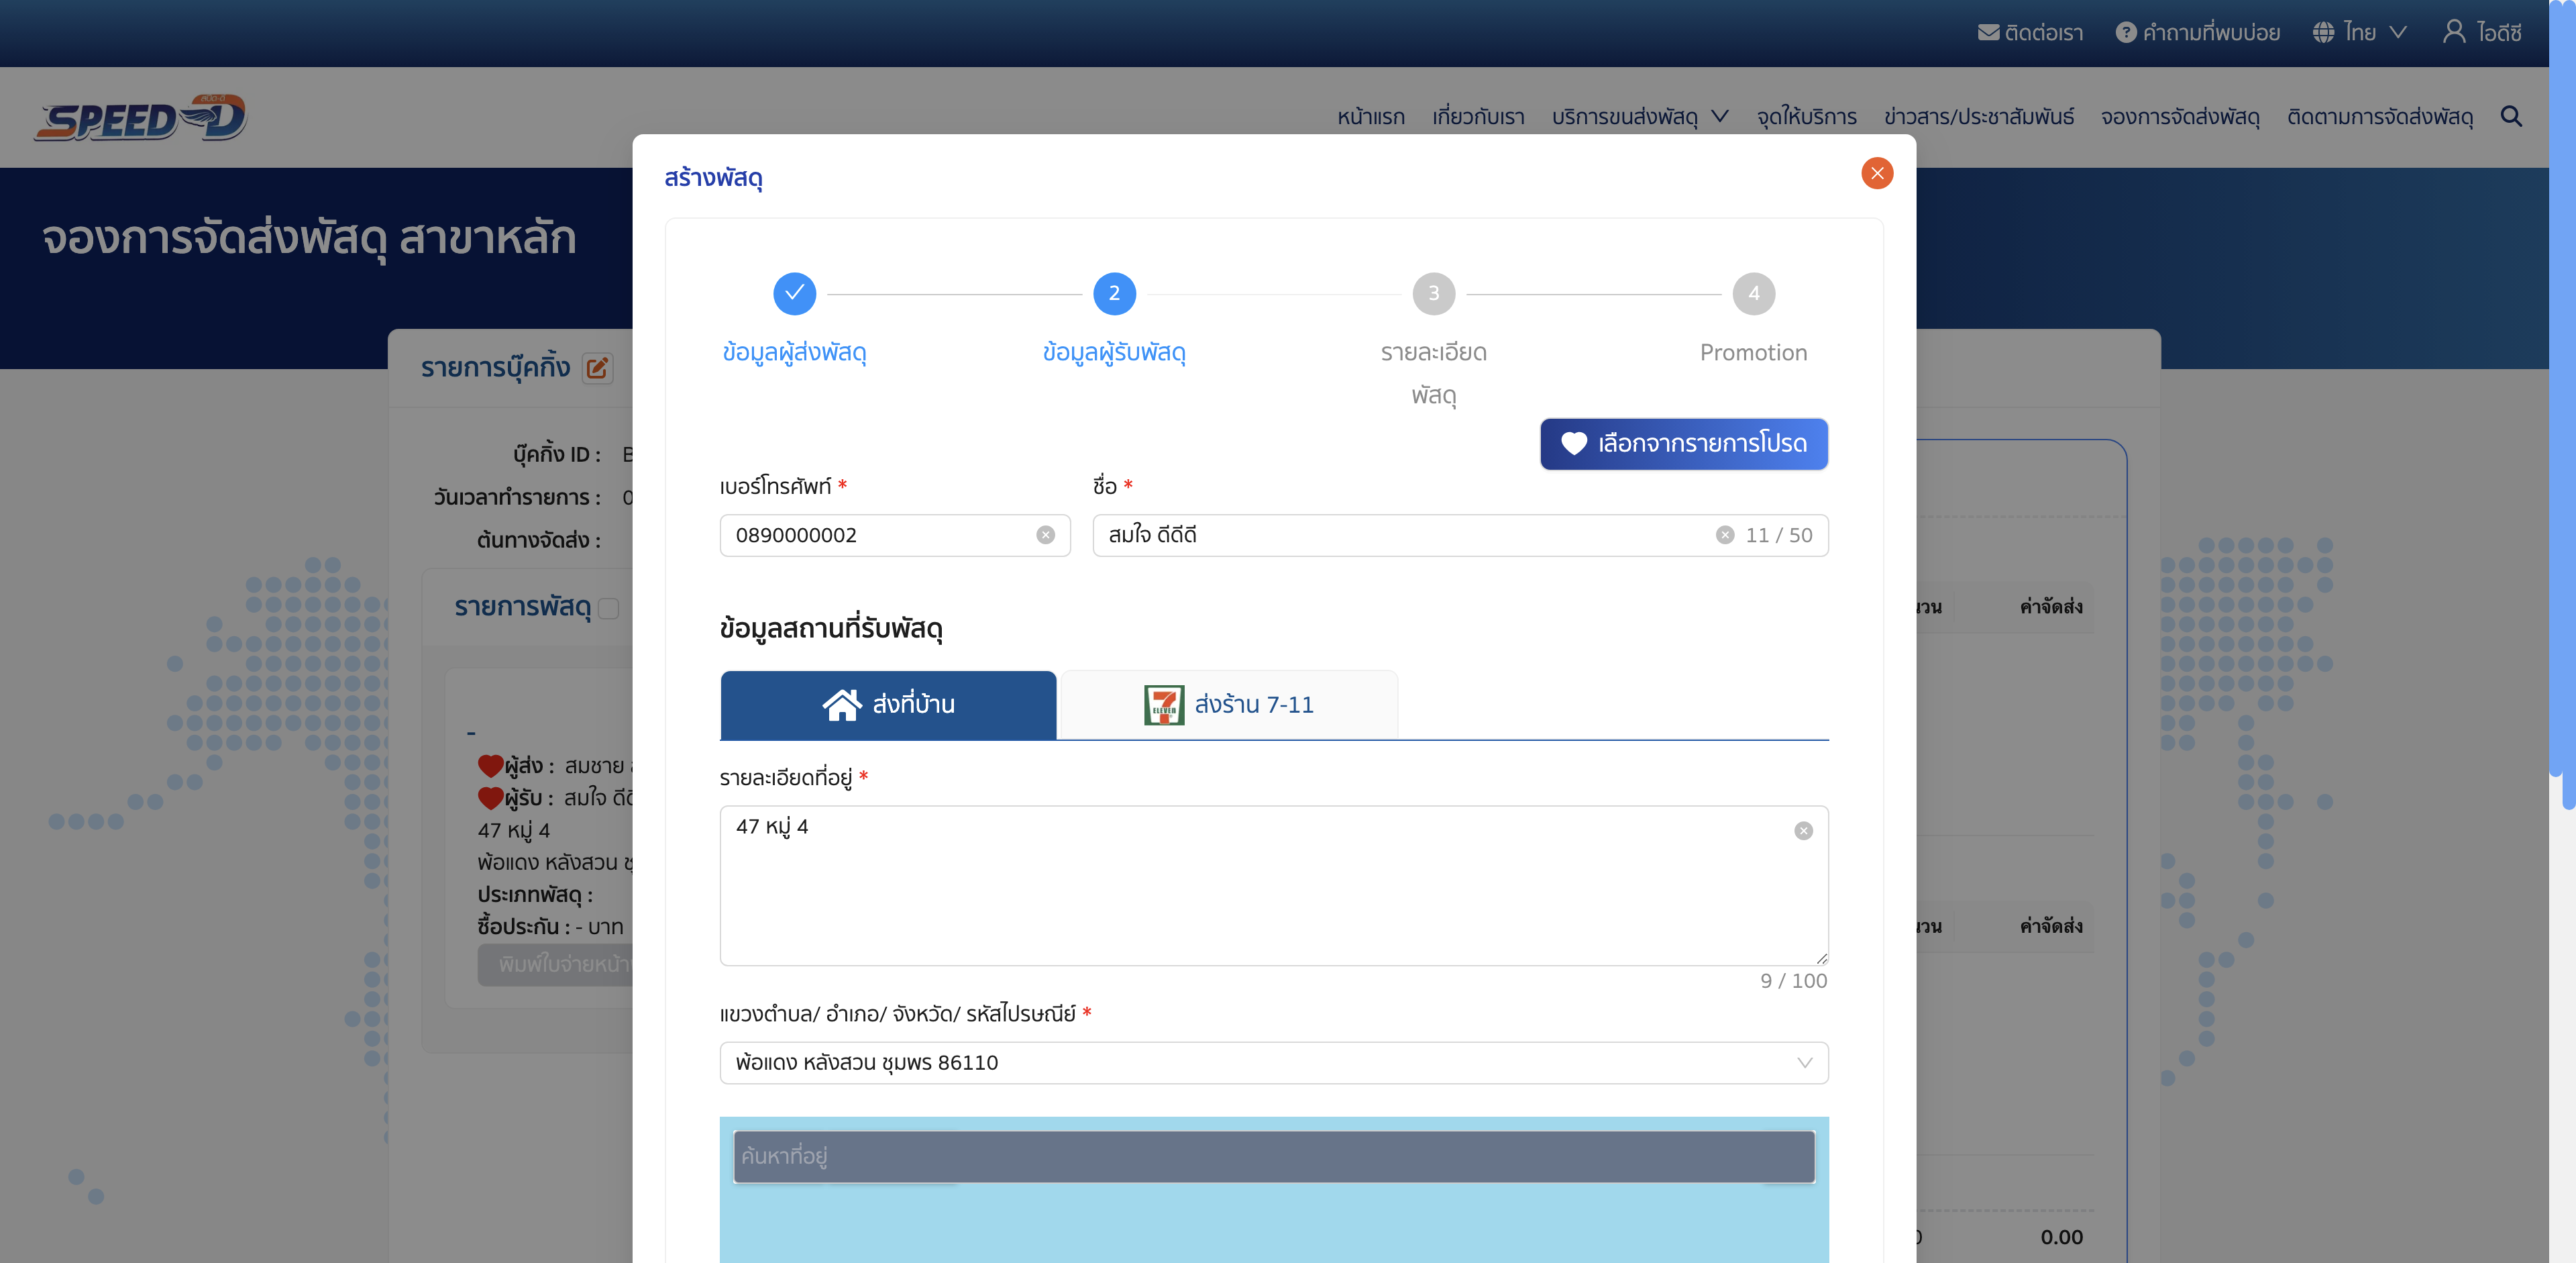 ติดต่อเรา คำถามที่พบบ่อย ไทย ไอดีซี
SPEED-D สปีด-ดี
หน้าแรก เกี่ยวกับเรา บริการขนส่งพัสดุ จุดให้บริการ ข่าวสาร/ประชาสัมพันธ์ จองการจัดส่งพัสดุ ติดตามการจัดส่งพัสดุ
จองการจัดส่งพัสดุ สาขาหลัก
รายการบุ๊คกิ้ง
บุ๊คกิ้ง ID :
วันเวลาทำรายการ : 0
ต้นทางจัดส่ง :
รายการพัสดุ
-
ผู้ส่ง : สมชาย
ผู้รับ : สมใจ
47 หมู่ 4
พ้อแดง หลังสวน
ประเภทพัสดุ :
ซื้อประกัน : - บาท
พิมพ์ใบจ่ายหน้า
สร้างพัสดุ
2 3 4
ข้อมูลผู้ส่งพัสดุ ข้อมูลผู้รับพัสดุ รายละเอียด Promotion
พัสดุ
เลือกจากรายการโปรด
เบอร์โทรศัพท์ * ชื่อ *
0890000002 สมใจ ดีดีดี 11 / 50
ข้อมูลสถานที่รับพัสดุ
ส่งที่บ้าน 7 ELEVEN ส่งร้าน 7-11
รายละเอียดที่อยู่ *
47 หมู่ 4
9 / 100
แขวงตำบล/ อำเภอ/ จังหวัด/ รหัสไปรษณีย์ *
พ้อแดง หลังสวน ชุมพร 86110
ค้นหาที่อยู่
ค่าจัดส่ง
ค่าจัดส่ง
0.00